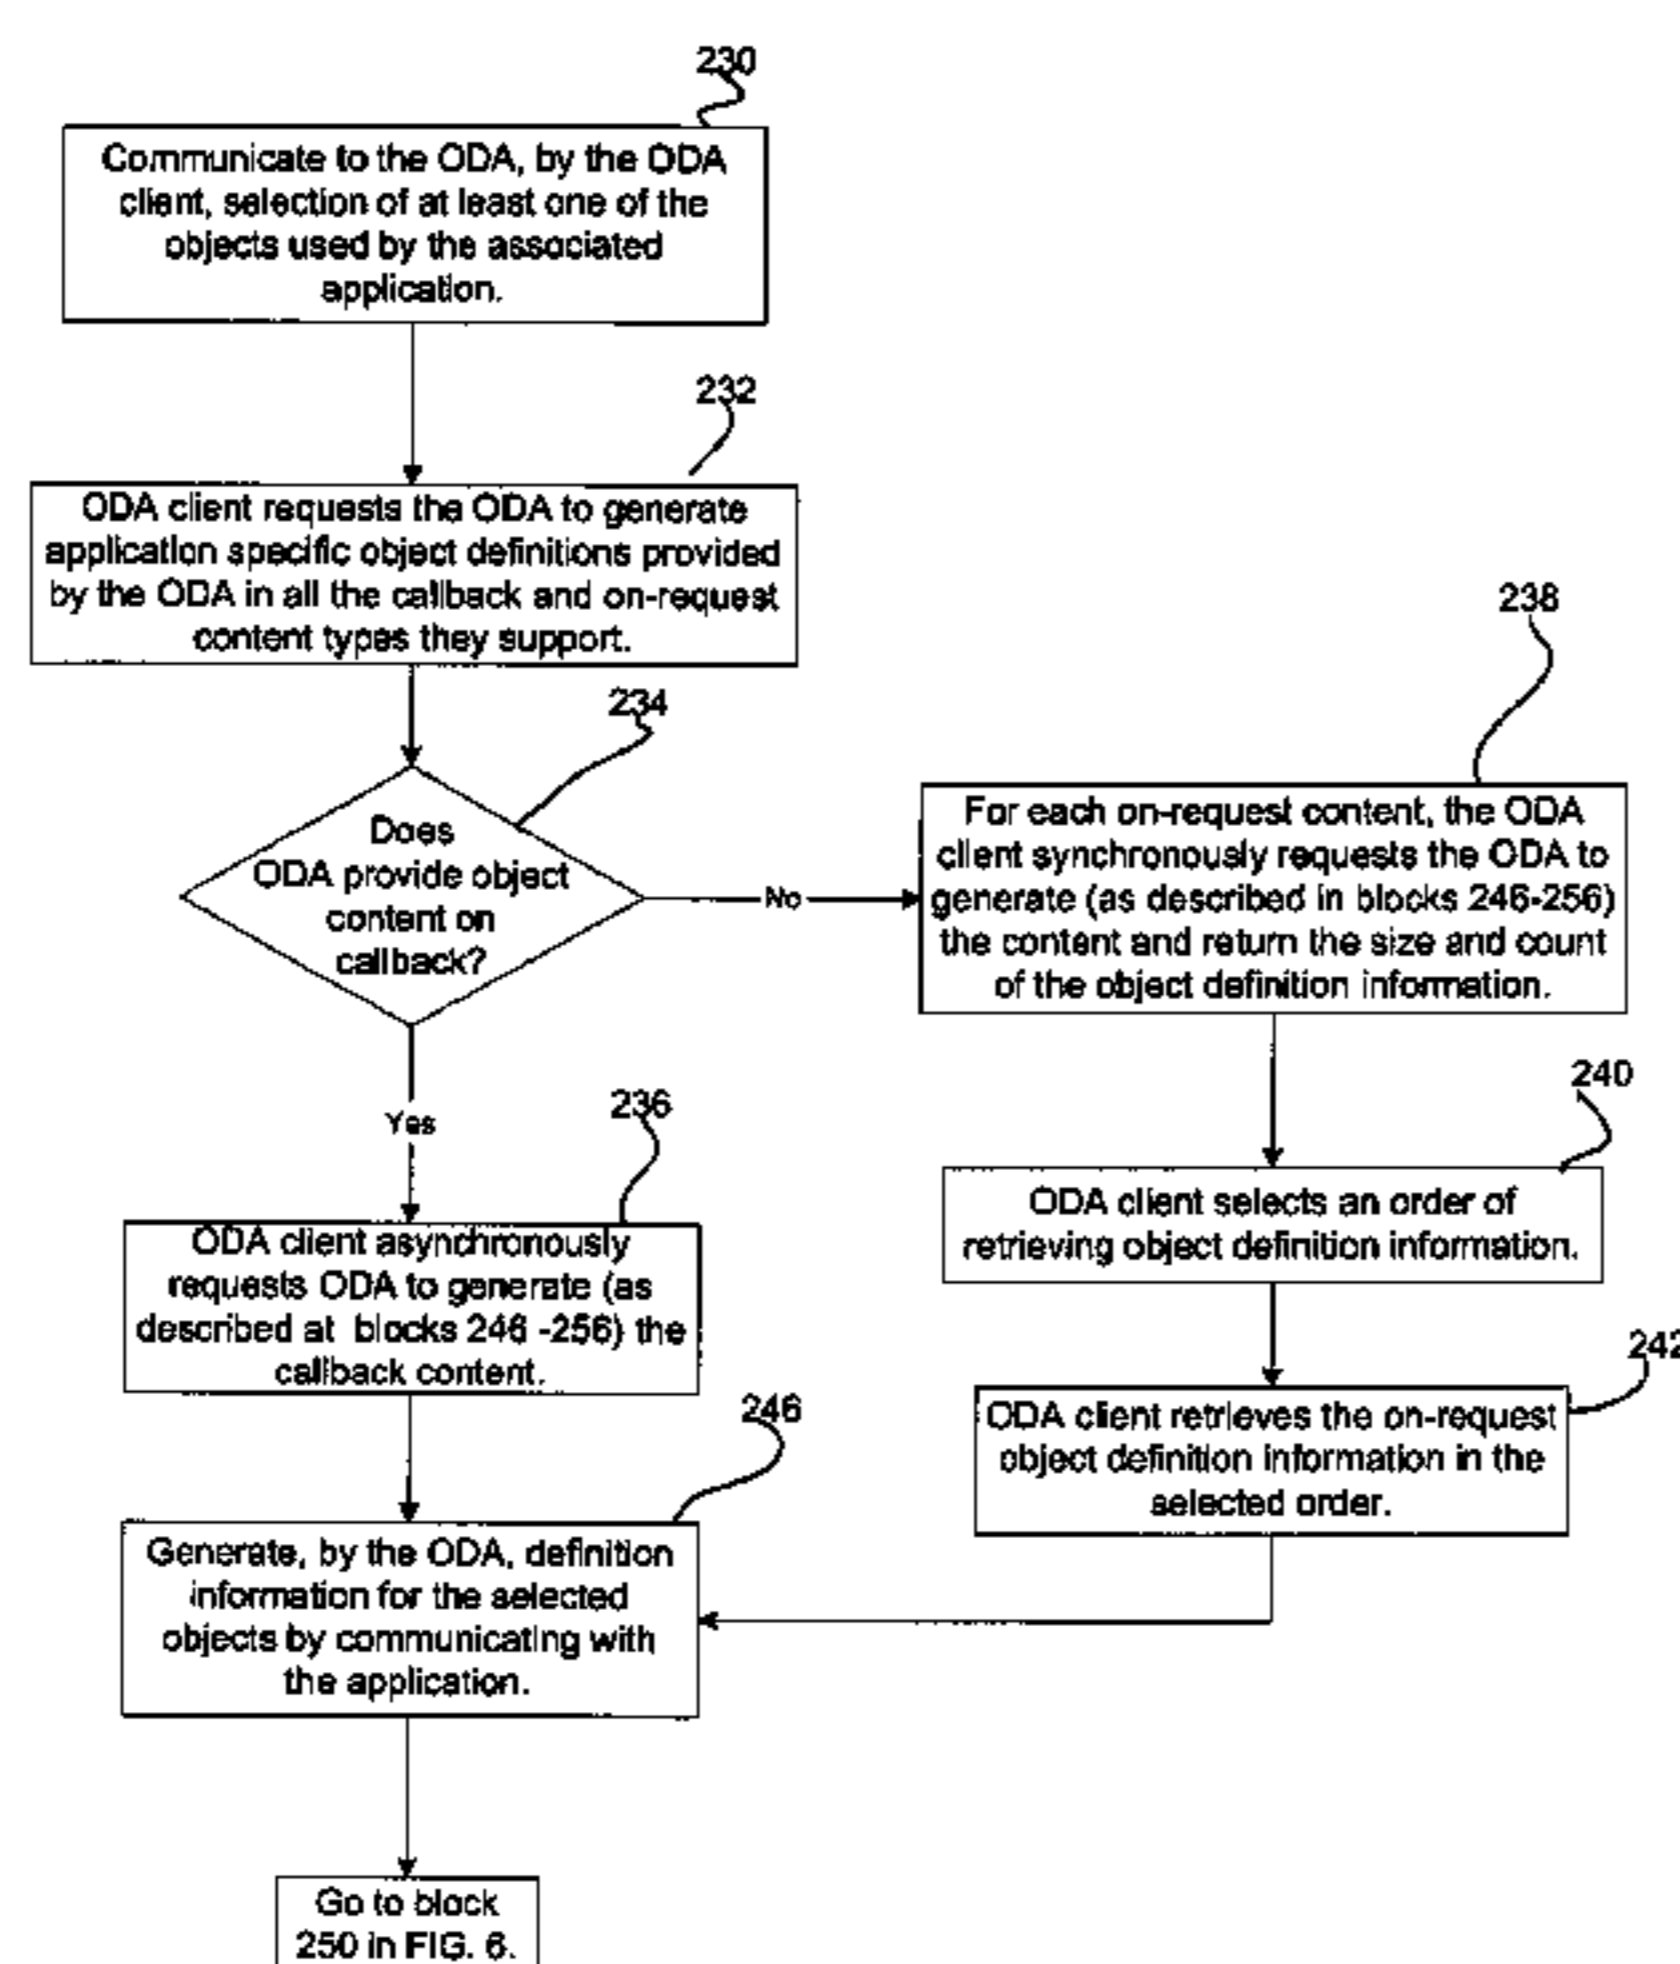 230
Communicate to the ODA, by the ODA
client, selection of at least one of the
objects used by the associated
application.
232
ODA client requests the ODA to generate
application specific object definitions provided
by the ODA in all the callback and on-request
content types they support.
234
Does
ODA provide object
content on
callback?
No
238
For each on-request content, the ODA
client synchronously requests the ODA to
generate (as described in blocks 246-256)
the content and return the size and count
of the object definition information.
Yes
236
ODA client asynchronously
requests ODA to generate (as
described at blocks 246 -256) the
callback content.
240
ODA client selects an order of
retrieving object definition information.
242
ODA client retrieves the on-request
object definition information in the
selected order.
246
Generate, by the ODA, definition
information for the selected
objects by communicating with
the application.
Go to block
250 in FIG. 6.